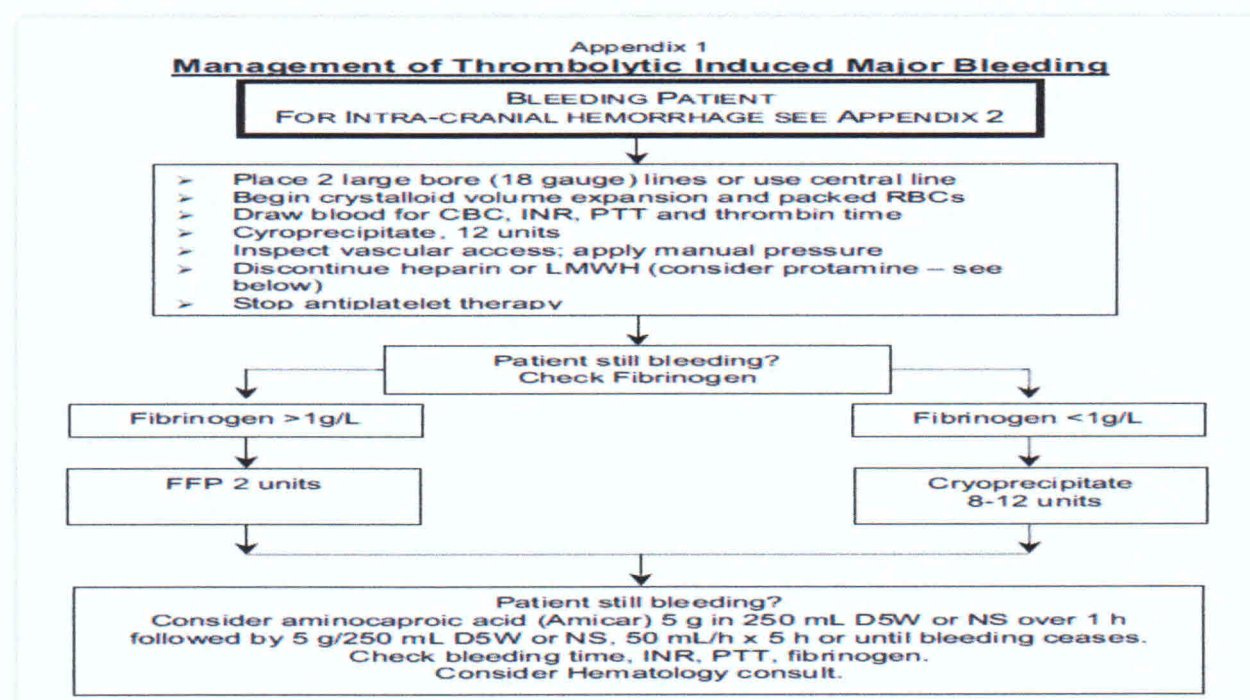 Appendix 1
Management of Thrombolytic Induced Major Bleeding
BLEEDING PATIENT
FOR INTRA-CRANIAL HEMORRHAGE SEE APPENDIX 2
➢ Place 2 large bore (18 gauge) lines or use central line
➢ Begin crystalloid volume expansion and packed RBCs
➢ Draw blood for CBC, INR, PTT and thrombin time
➢ Cyroprecipitate, 12 units
➢ Inspect vascular access; apply manual pressure
➢ Discontinue heparin or LMWH (consider protamine – see
below)
➢ Stop antiplatelet therapy
Patient still bleeding?
Check Fibrinogen
Fibrinogen >1g/L
Fibrinogen <1g/L
FFP 2 units
Cryoprecipitate
8-12 units
Patient still bleeding?
Consider aminocaproic acid (Amicar) 5 g in 250 mL D5W or NS over 1 h
followed by 5 g/250 mL D5W or NS, 50 mL/h x 5 h or until bleeding ceases.
Check bleeding time, INR, PTT, fibrinogen.
Consider Hematology consult.